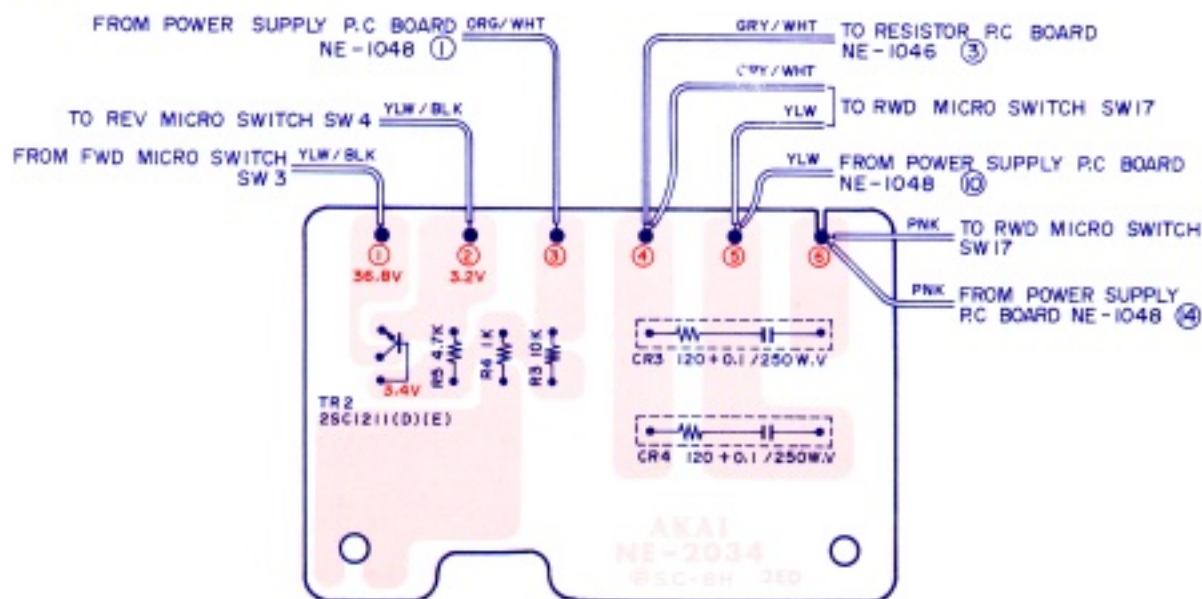 FROM POWER SUPPLY P.C BOARD
NE-1048 ①
ORG/WHT
GRY/WHT
TO RESISTOR P.C BOARD
NE-1046 ③
/WHT
TO REV MICRO SWITCH SW4
YLW/BLK
YLW
TO RWD MICRO SWITCH SW17
FROM FWD MICRO SWITCH
SW3
YLW/BLK
YLW
FROM POWER SUPPLY P.C BOARD
NE-1048 ⑩
PNK
TO RWD MICRO SWITCH
SW17
PNK
FROM POWER SUPPLY
P.C BOARD NE-1048 ⑭
① ② ③ ④ ⑤ ⑥
36.8V 3.2V
R5 4.7K
R4 1K
R3 10K
3.4V
TR2
2SC1211(D)(E)
CR3 120+0.1/250W.V
CR4 120+0.1/250W.V
AKAI
NE-2034
SC-8H 2ED